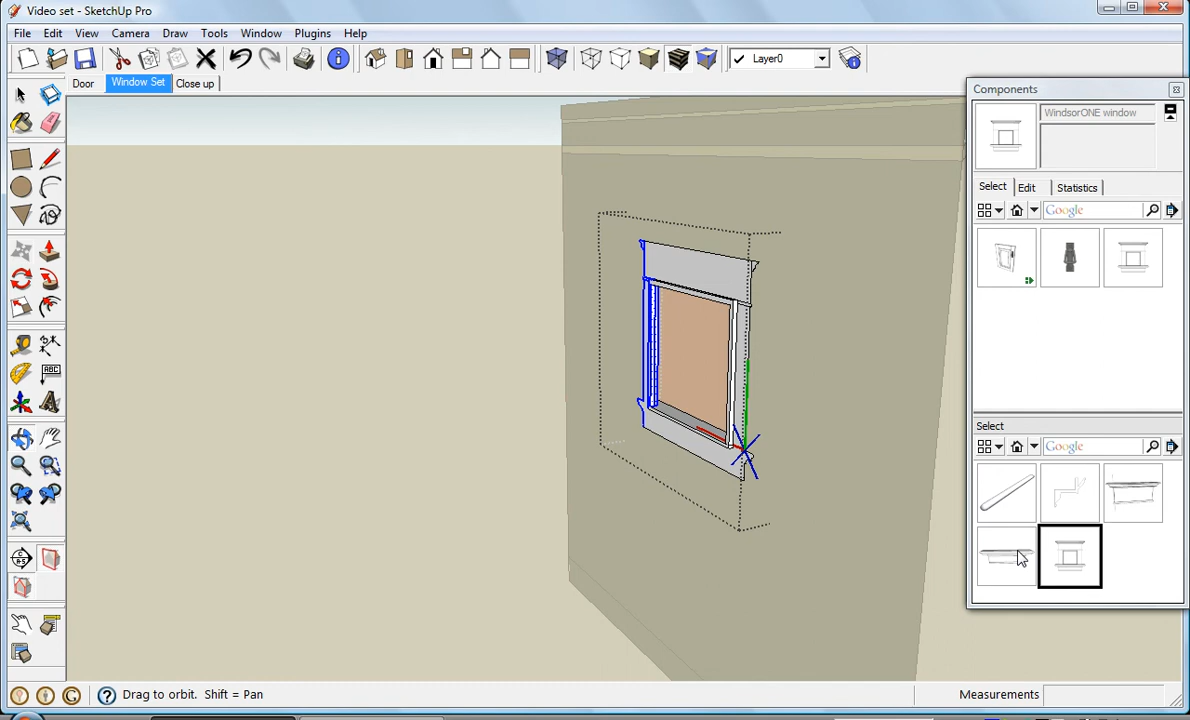 Video set - SketchUp Pro
File Edit View Camera Draw Tools Window Plugins Help
Layer0
Door Window Set Close up
Components
WindsorONE window
Select Edit Statistics
Google
Select
Google
ABC
Drag to orbit. Shift = Pan
Measurements